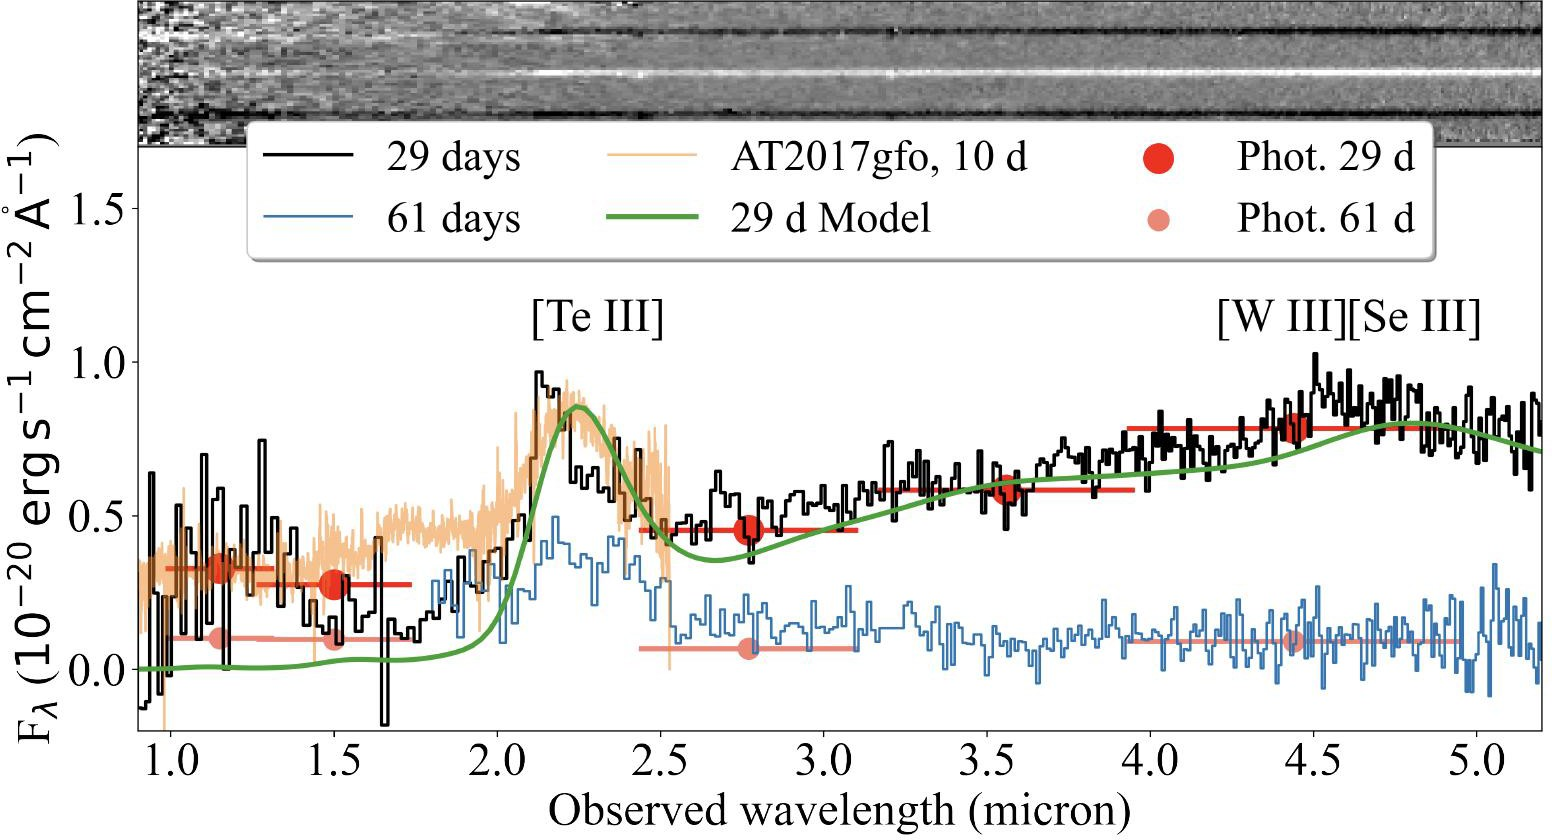 29 days
AT2017gfo, 10 d
Phot. 29 d
61 days
29 d Model
Phot. 61 d
[Te III]
[W III][Se III]
F_λ (10⁻²⁰ erg s⁻¹ cm⁻² Å⁻¹)
1.5
1.0
0.5
0.0
1.0 1.5 2.0 2.5 3.0 3.5 4.0 4.5 5.0
Observed wavelength (micron)